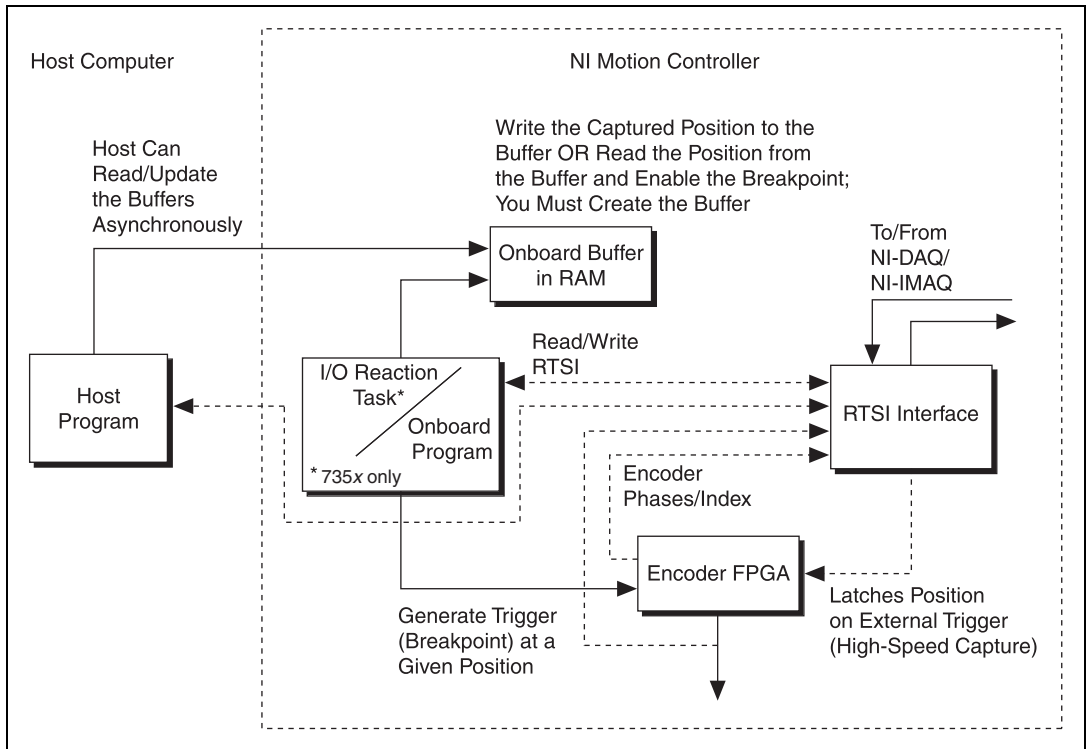 Host Computer
NI Motion Controller
Host Can
Read/Update
the Buffers
Asynchronously
Write the Captured Position to the
Buffer OR Read the Position from
the Buffer and Enable the Breakpoint;
You Must Create the Buffer
Onboard Buffer
in RAM
To/From
NI-DAQ/
NI-IMAQ
Read/Write
RTSI
Host
Program
I/O Reaction
Task*
Onboard
Program
* 735x only
RTSI Interface
Encoder
Phases/Index
Encoder FPGA
Generate Trigger
(Breakpoint) at a
Given Position
Latches Position
on External Trigger
(High-Speed Capture)